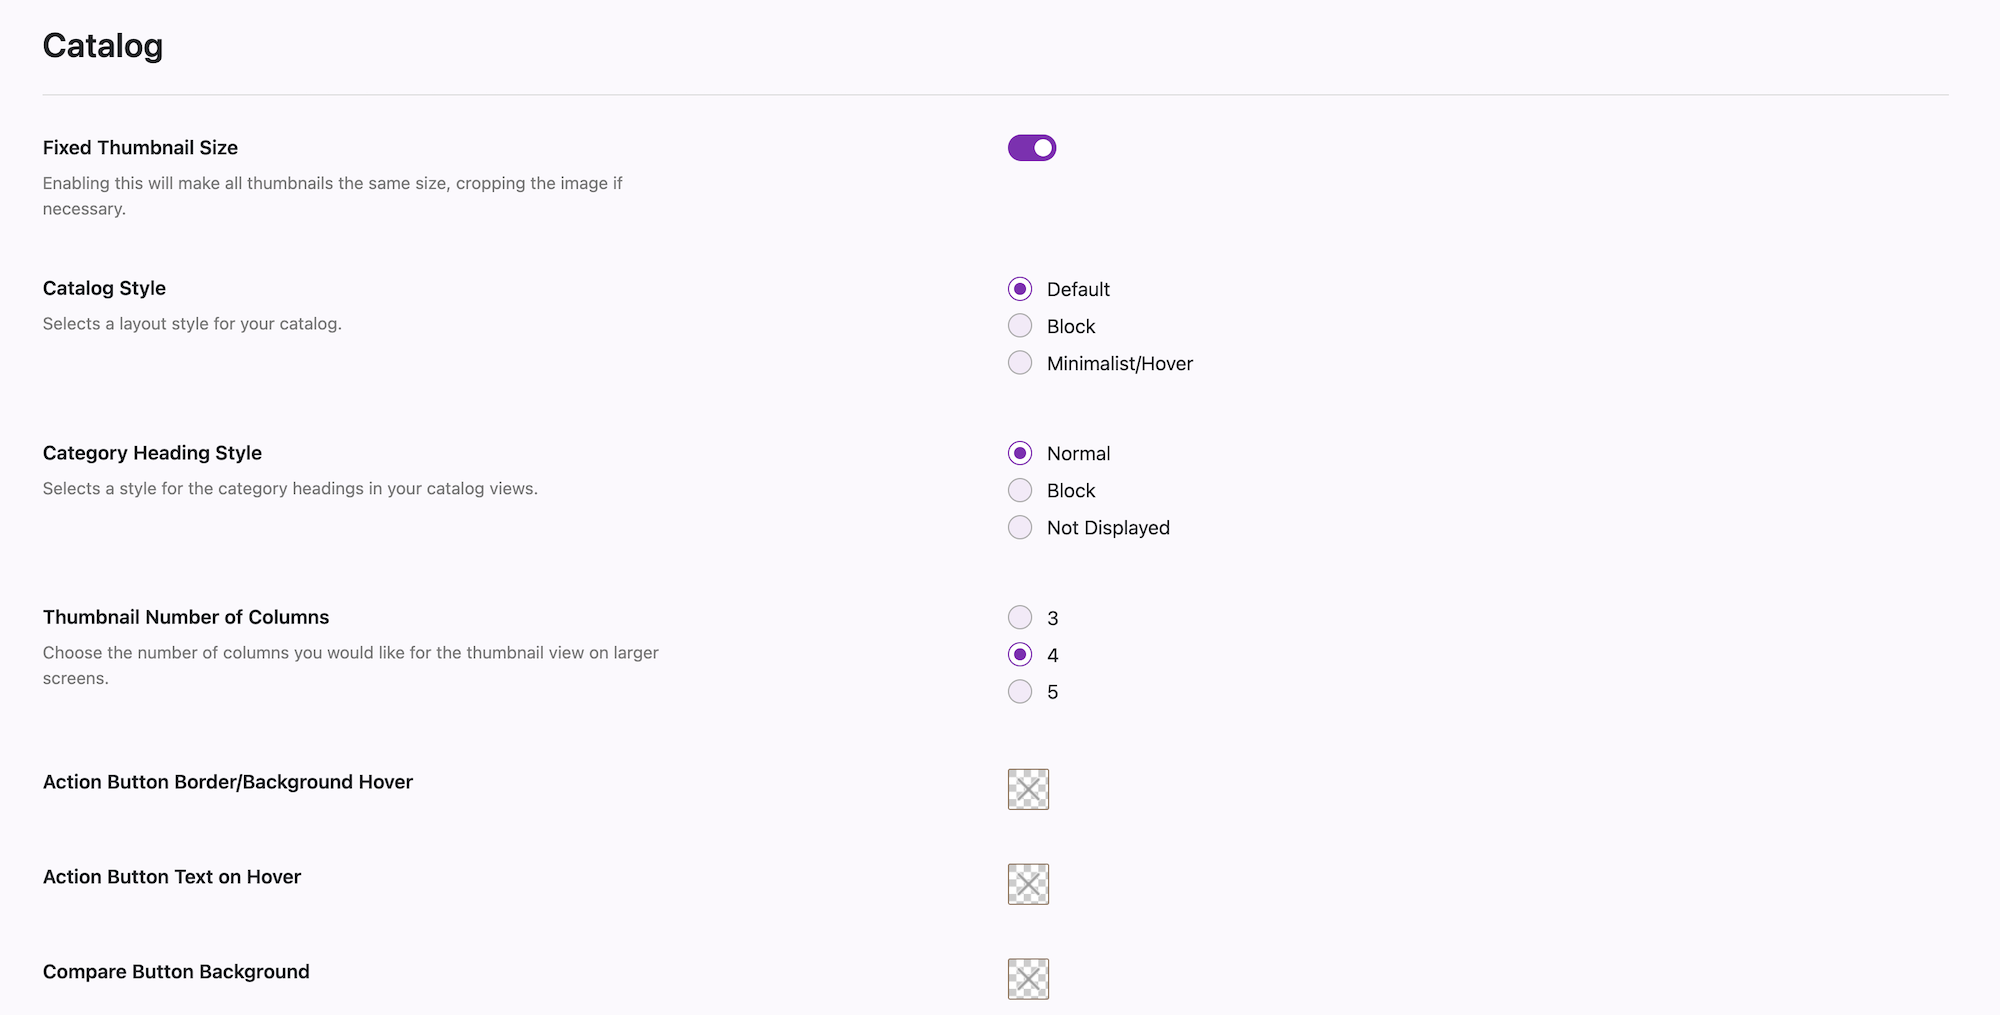 Catalog
Fixed Thumbnail Size
Enabling this will make all thumbnails the same size, cropping the image if
necessary.
Catalog Style
Selects a layout style for your catalog.
Default
Block
Minimalist/Hover
Category Heading Style
Selects a style for the category headings in your catalog views.
Normal
Block
Not Displayed
Thumbnail Number of Columns
Choose the number of columns you would like for the thumbnail view on larger
screens.
3
4
5
Action Button Border/Background Hover
Action Button Text on Hover
Compare Button Background